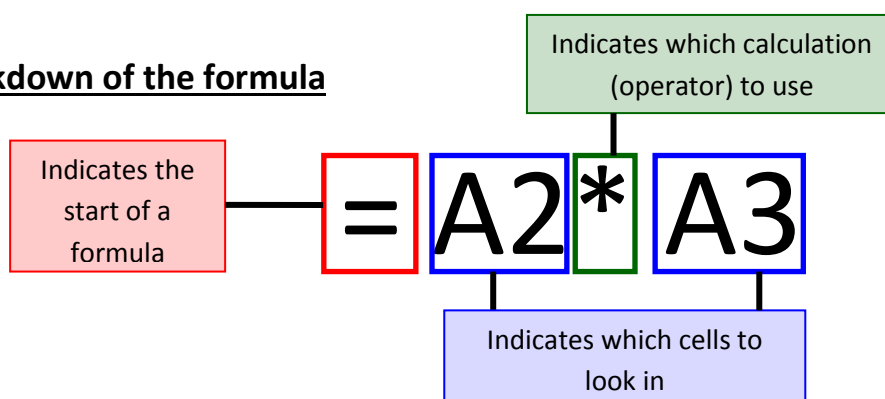 Indicates which calculation
(operator) to use
kdown of the formula
Indicates the
start of a
formula
= A2 * A3
Indicates which cells to
look in